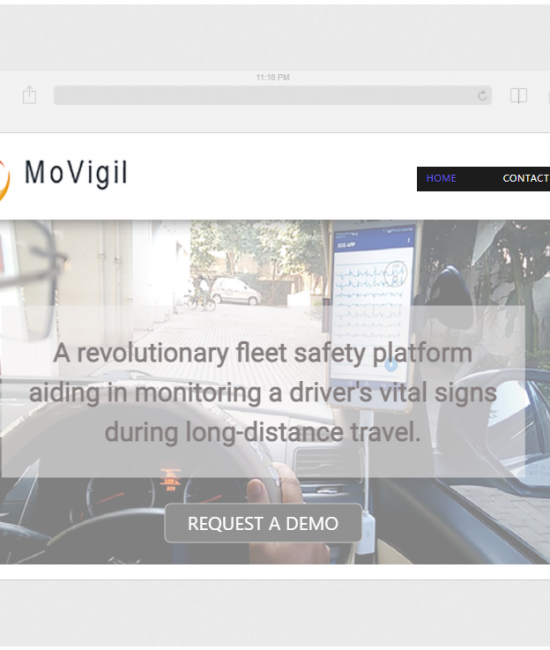 11:16 PM
MoVigil
HOME CONTACT
ECG APP
A revolutionary fleet safety platform
aiding in monitoring a driver's vital signs
during long-distance travel.
REQUEST A DEMO